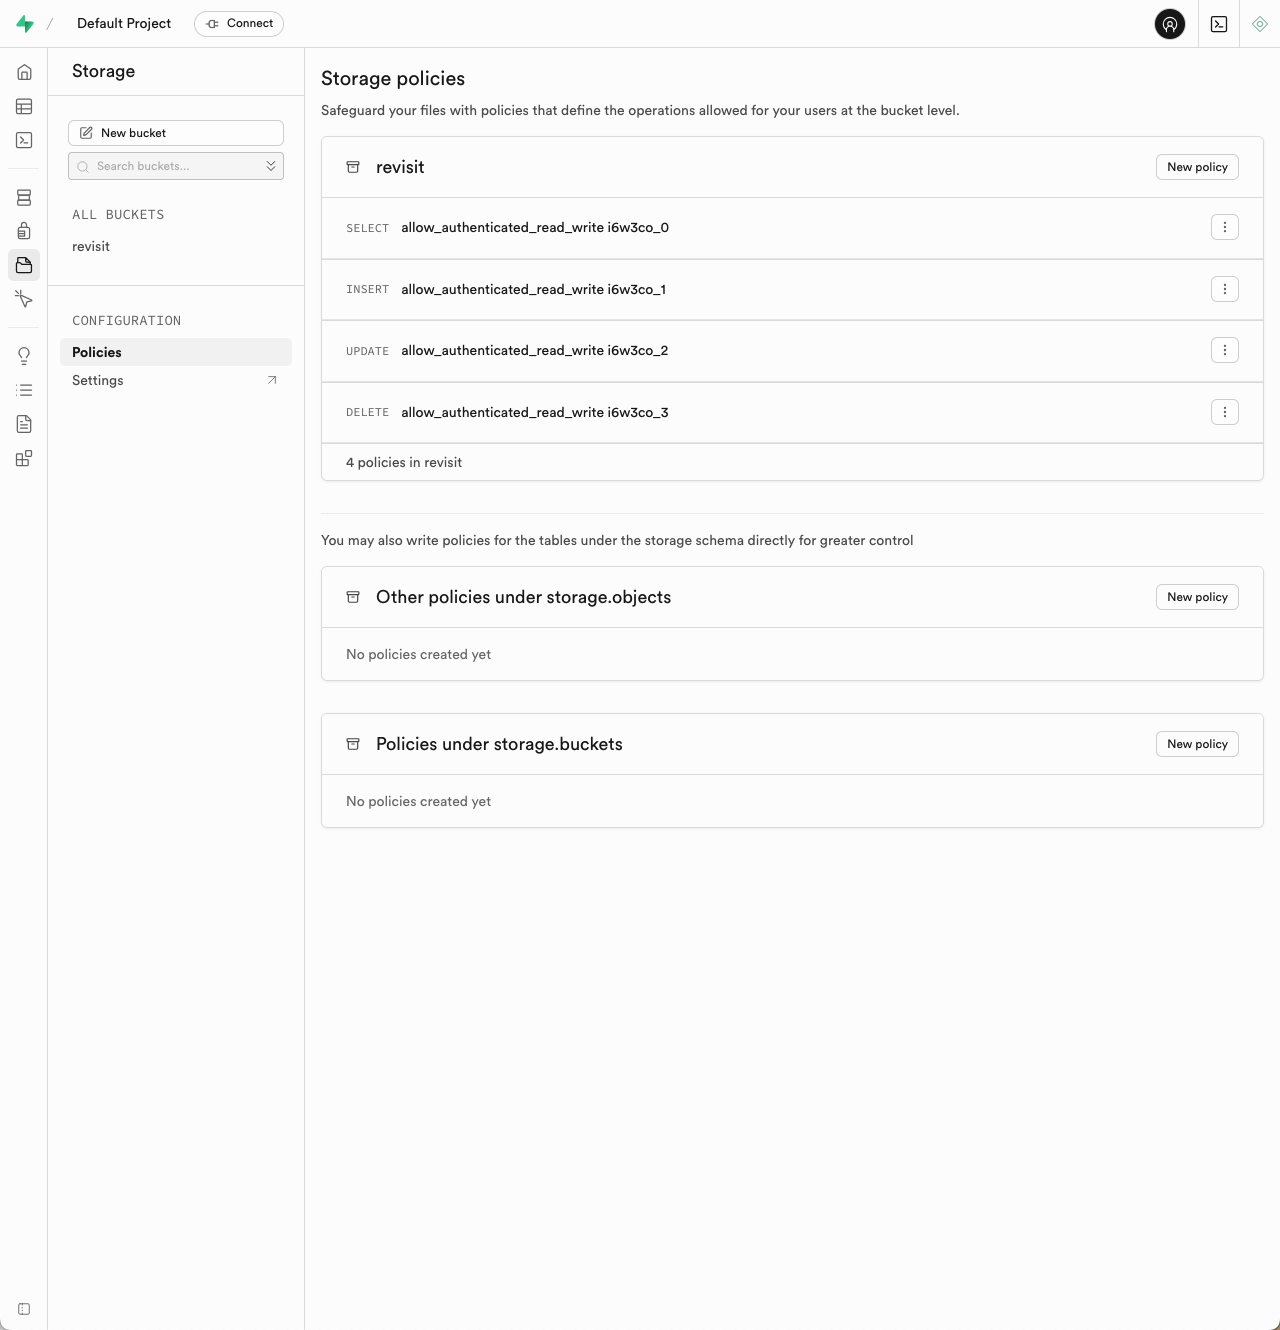 / Default Project Connect
Storage
New bucket
Search buckets...
ALL BUCKETS
revisit
CONFIGURATION
Policies
Settings
Storage policies
Safeguard your files with policies that define the operations allowed for your users at the bucket level.
revisit New policy
SELECT allow_authenticated_read_write i6w3co_0
INSERT allow_authenticated_read_write i6w3co_1
UPDATE allow_authenticated_read_write i6w3co_2
DELETE allow_authenticated_read_write i6w3co_3
4 policies in revisit
You may also write policies for the tables under the storage schema directly for greater control
Other policies under storage.objects New policy
No policies created yet
Policies under storage.buckets New policy
No policies created yet